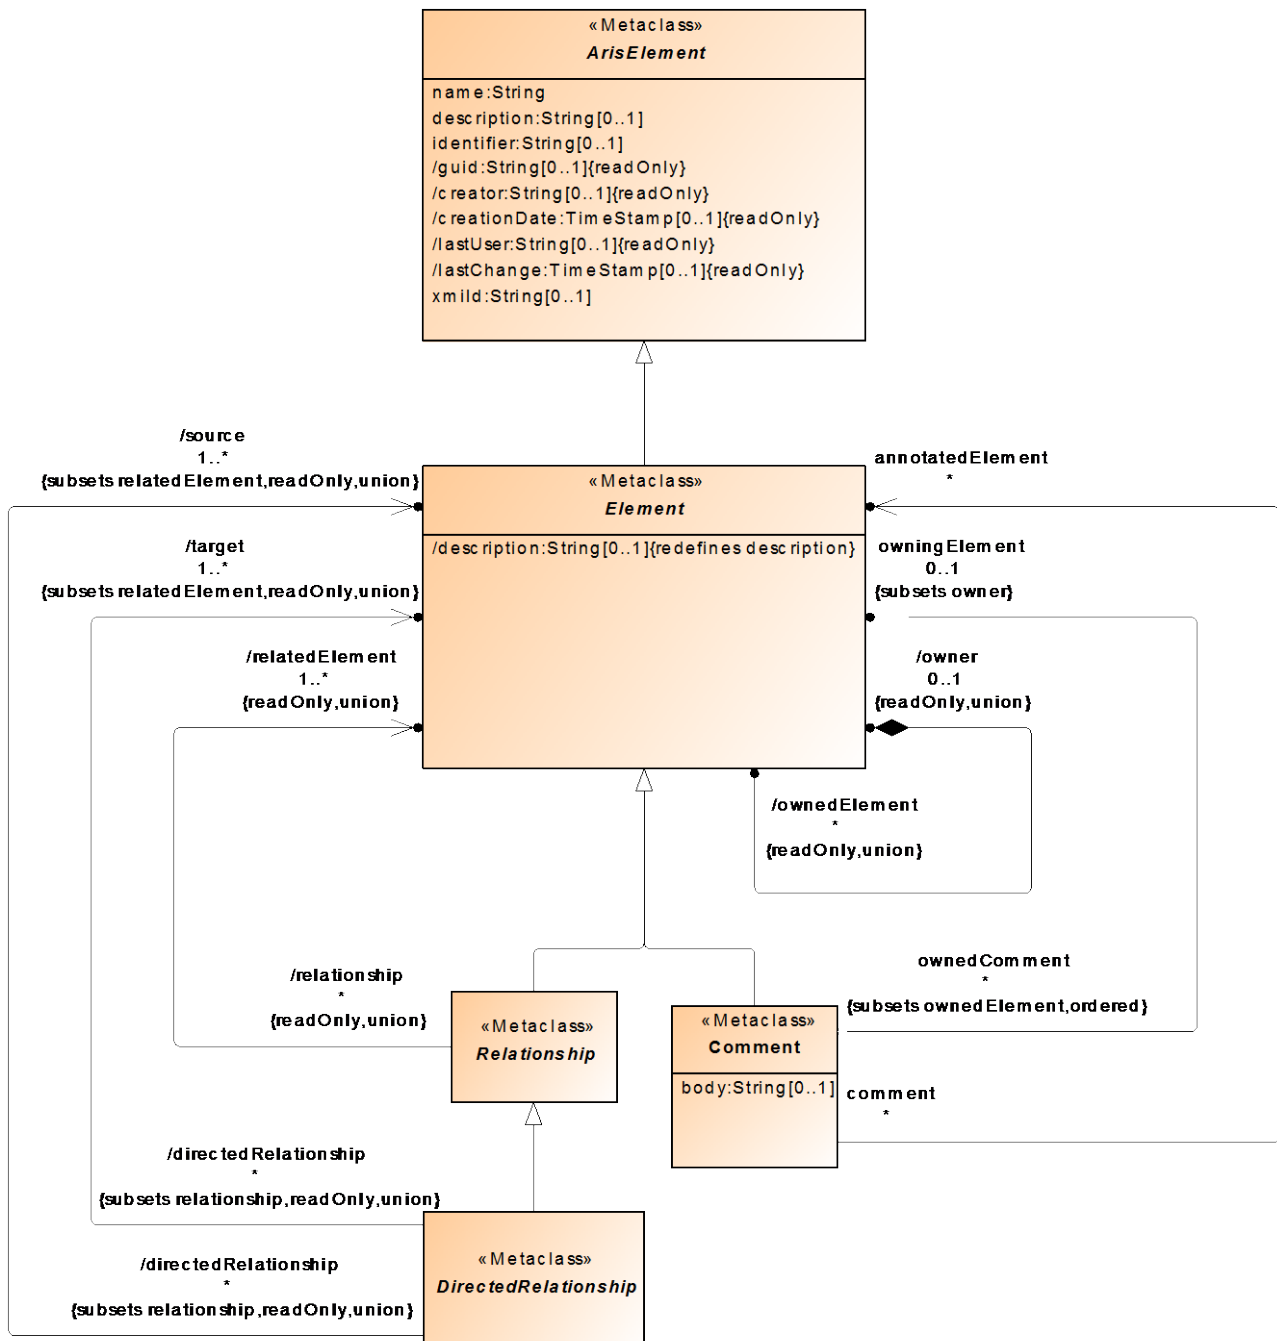 «Metaclass»
ArisElement
name:String
description:String[0..1]
identifier:String[0..1]
/guid:String[0..1]{readOnly}
/creator:String[0..1]{readOnly}
/creationDate:TimeStamp[0..1]{readOnly}
/lastUser:String[0..1]{readOnly}
/lastChange:TimeStamp[0..1]{readOnly}
xmiId:String[0..1]
/source
1..*
{subsets relatedElement,readOnly,union}
annotatedElement
*
«Metaclass»
Element
/description:String[0..1]{redefines description}
/target
1..*
{subsets relatedElement,readOnly,union}
owningElement
0..1
{subsets owner}
/relatedElement
1..*
{readOnly,union}
/owner
0..1
{readOnly,union}
/ownedElement
*
{readOnly,union}
/relationship
*
{readOnly,union}
ownedComment
*
{subsets ownedElement,ordered}
«Metaclass»
Relationship
«Metaclass»
Comment
body:String[0..1]
comment
*
/directedRelationship
*
{subsets relationship,readOnly,union}
«Metaclass»
DirectedRelationship
/directedRelationship
*
{subsets relationship,readOnly,union}